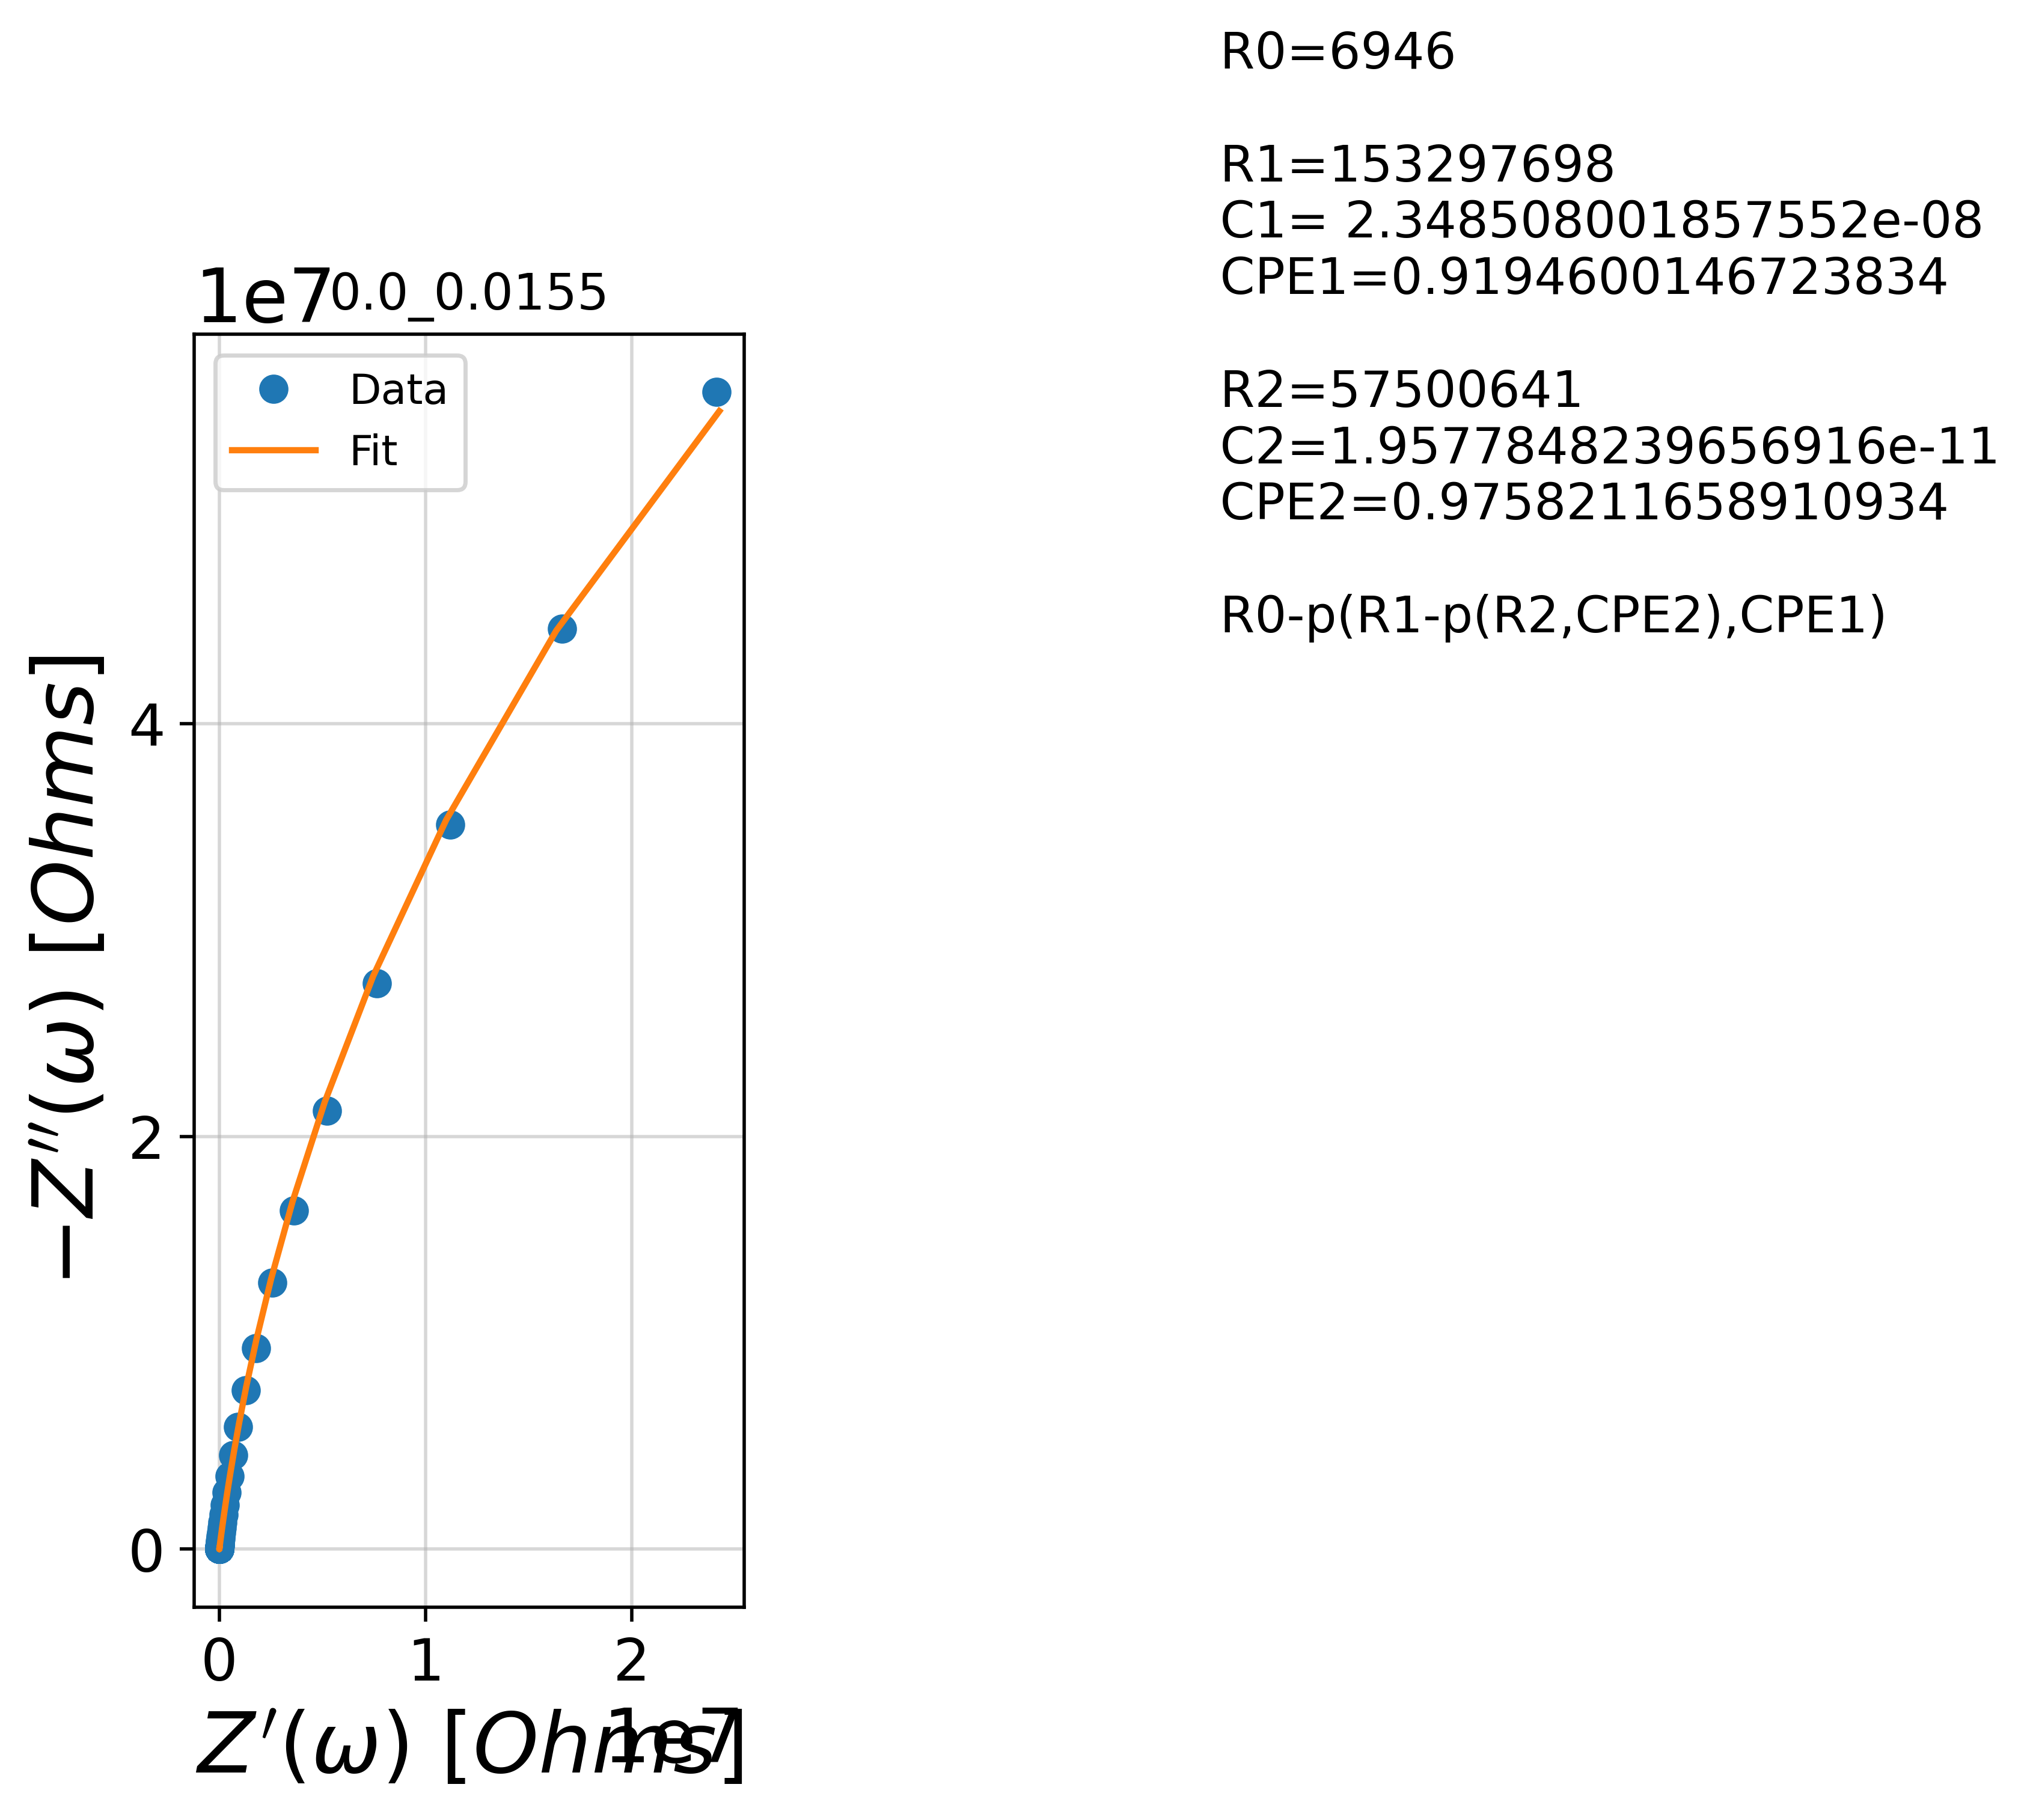 R0=6946
R1=153297698
C1= 2.3485080018575​52e-08
CPE1=0.9194600146723834
R2=57500641
C2=1.9577848239656916e-11
CPE2=0.9758211658910934
R0-p(R1-p(R2,CPE2),CPE1)
1e7
0.0_0.0155
Data
Fit
4
2
0
−Z′′(ω) [Ohms]
0 1 2
Z′(ω) [Ohms]
1e7